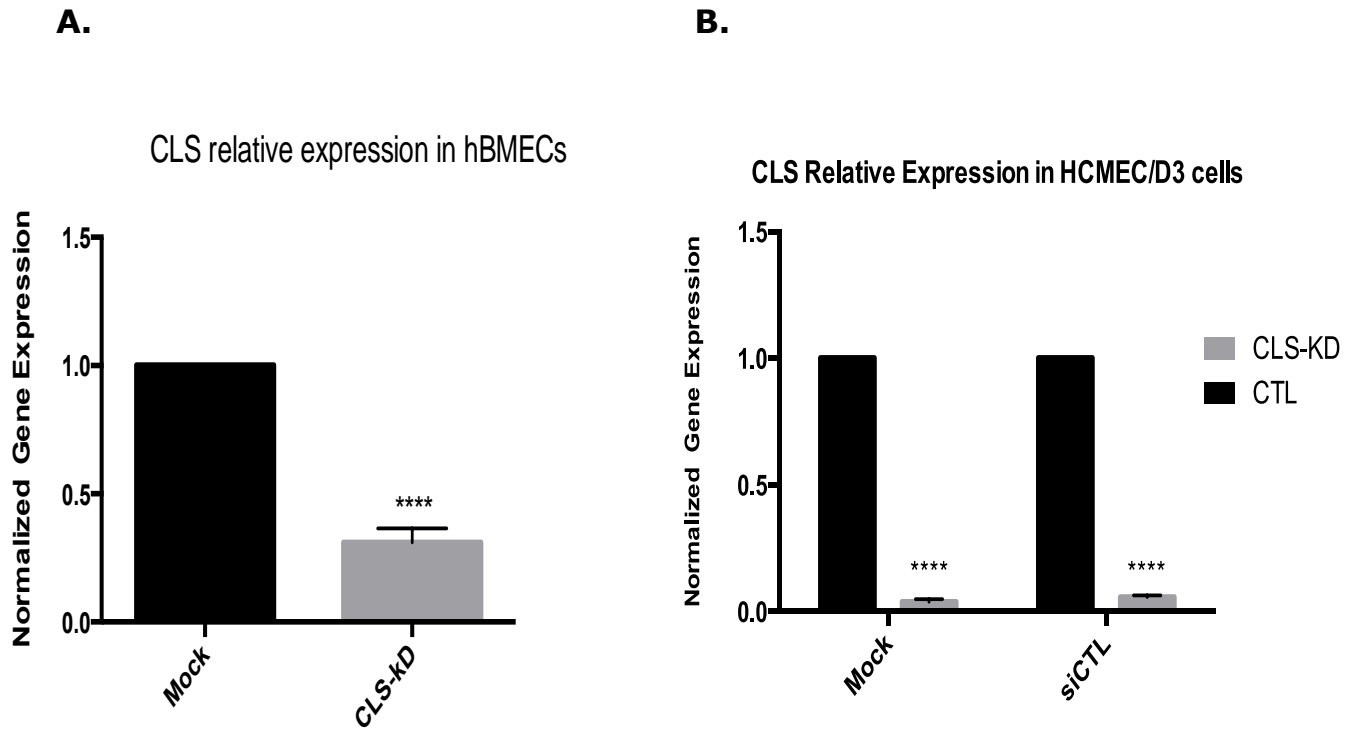 A.
CLS relative expression in hBMECs
Normalized Gene Expression
1.5
1.0
0.5
0.0
****
Mock
CLS-kD
B.
CLS Relative Expression in HCMEC/D3 cells
Normalized Gene Expression
1.5
1.0
0.5
0.0
****
****
Mock
siCTL
CLS-KD
CTL